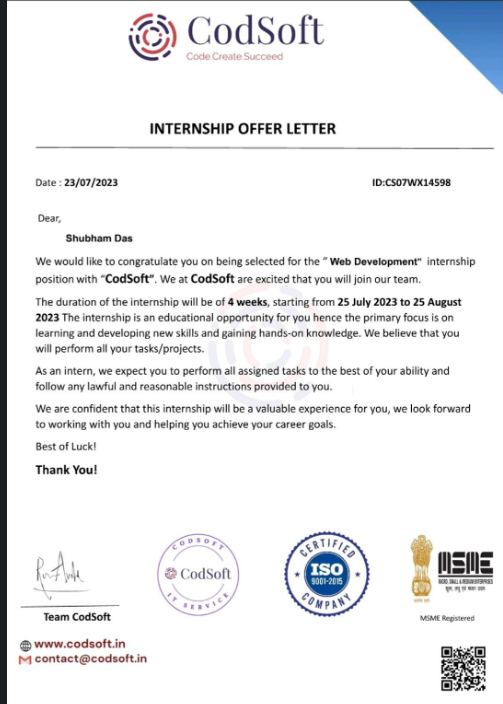 CodSoft
Code.Create.Succeed
INTERNSHIP OFFER LETTER
Date : 23/07/2023
ID:CS07WX14598
Dear,
Shubham Das
We would like to congratulate you on being selected for the “ Web Development" internship
position with “CodSoft”. We at CodSoft are excited that you will join our team.
The duration of the internship will be of 4 weeks, starting from 25 July 2023 to 25 August
2023 The internship is an educational opportunity for you hence the primary focus is on
learning and developing new skills and gaining hands-on knowledge. We believe that you
will perform all your tasks/projects.
As an intern, we expect you to perform all assigned tasks to the best of your ability and
follow any lawful and reasonable instructions provided to you.
We are confident that this internship will be a valuable experience for you, we look forward
to working with you and helping you achieve your career goals.
Best of Luck!
Thank You!
CODSOFT
CodSoft
IT SERVICE
CERTIFIED
ISO
9001-2015
COMPANY
MSME
MICRO, SMALL & MEDIUM ENTERPRISES
सूक्ष्म, लघु एवं मध्यम उद्यम
Team CodSoft
MSME Registered
www.codsoft.in
contact@codsoft.in